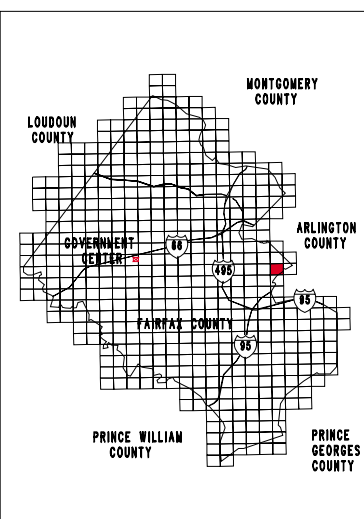 MONTGOMERY
COUNTY
LOUDOUN
COUNTY
ARLINGTON
COUNTY
GOVERNMENT
CENTER
66
495
95
FAIRFAX COUNTY
95
PRINCE WILLIAM
COUNTY
PRINCE
GEORGES
COUNTY